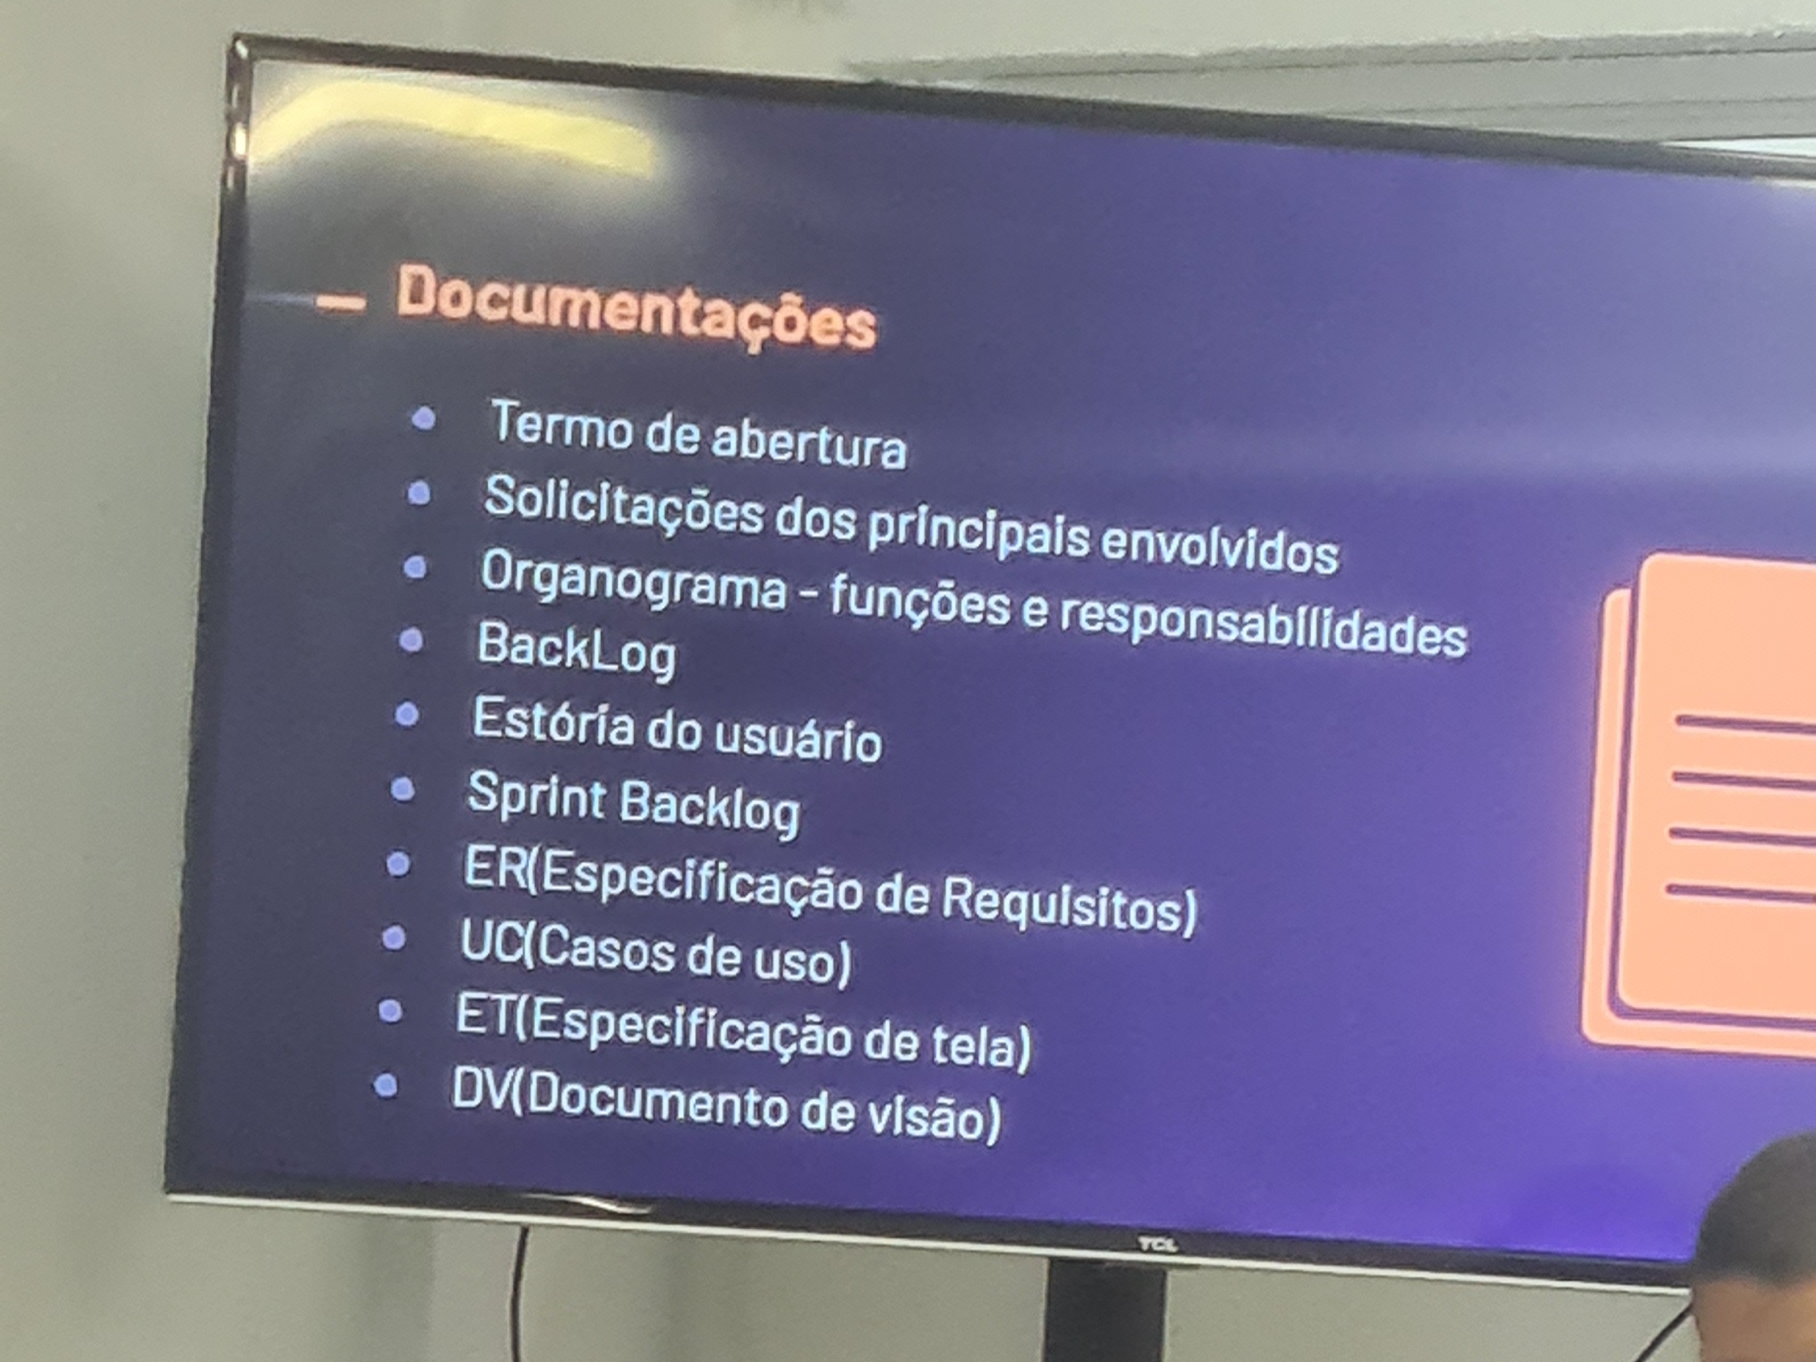 Documentações
Termo de abertura
Solicitações dos principais envolvidos
Organograma - funções e responsabilidades
BackLog
Estória do usuário
Sprint Backlog
ER(Especificação de Requisitos)
UC(Casos de uso)
ET(Especificação de tela)
DV(Documento de visão)
TCL